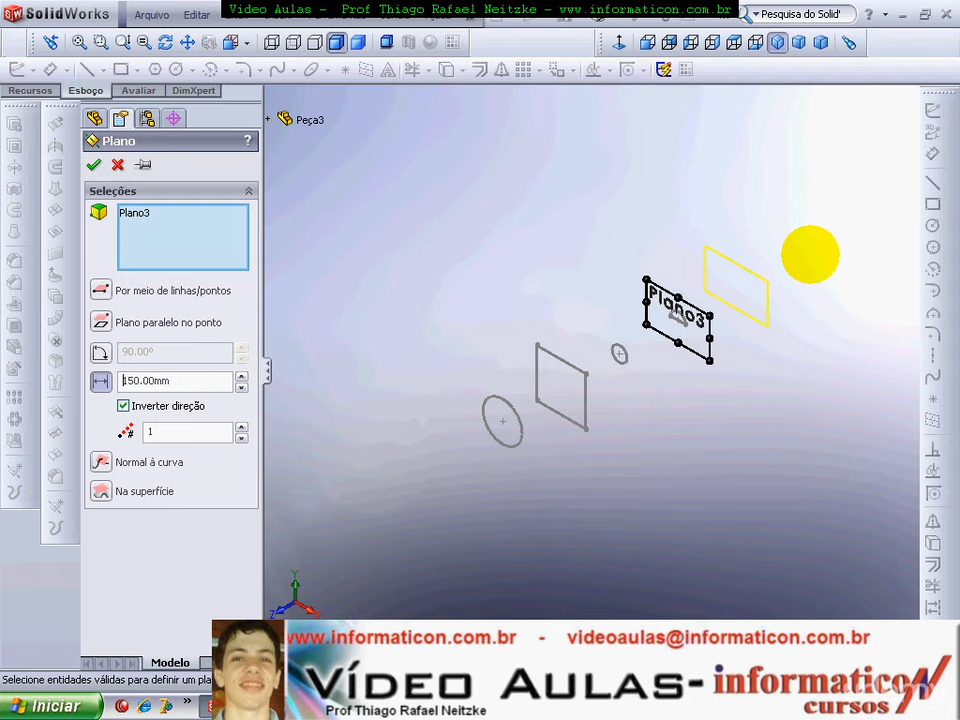 Video Aulas - Prof Thiago Rafael Neitzke - www.informaticon.com.br
SolidWorks
Arquivo
Editar
Pesquisa do Solid'
Recursos
Esboço
Avaliar
DimXpert
Peça3
Plano
?
Seleções
Plano3
Por meio de linhas/pontos
Plano paralelo no ponto
90.00º
150.00mm
Inverter direção
1
Normal à curva
Na superfície
Plano3
Y
Z
Modelo
Selecione entidades válidas para definir um pla
Iniciar
www.informaticon.com.br - videoaulas@informaticon.com.br
Vídeo Aulas- informaticon
cursos
Prof Thiago Rafael Neitzke